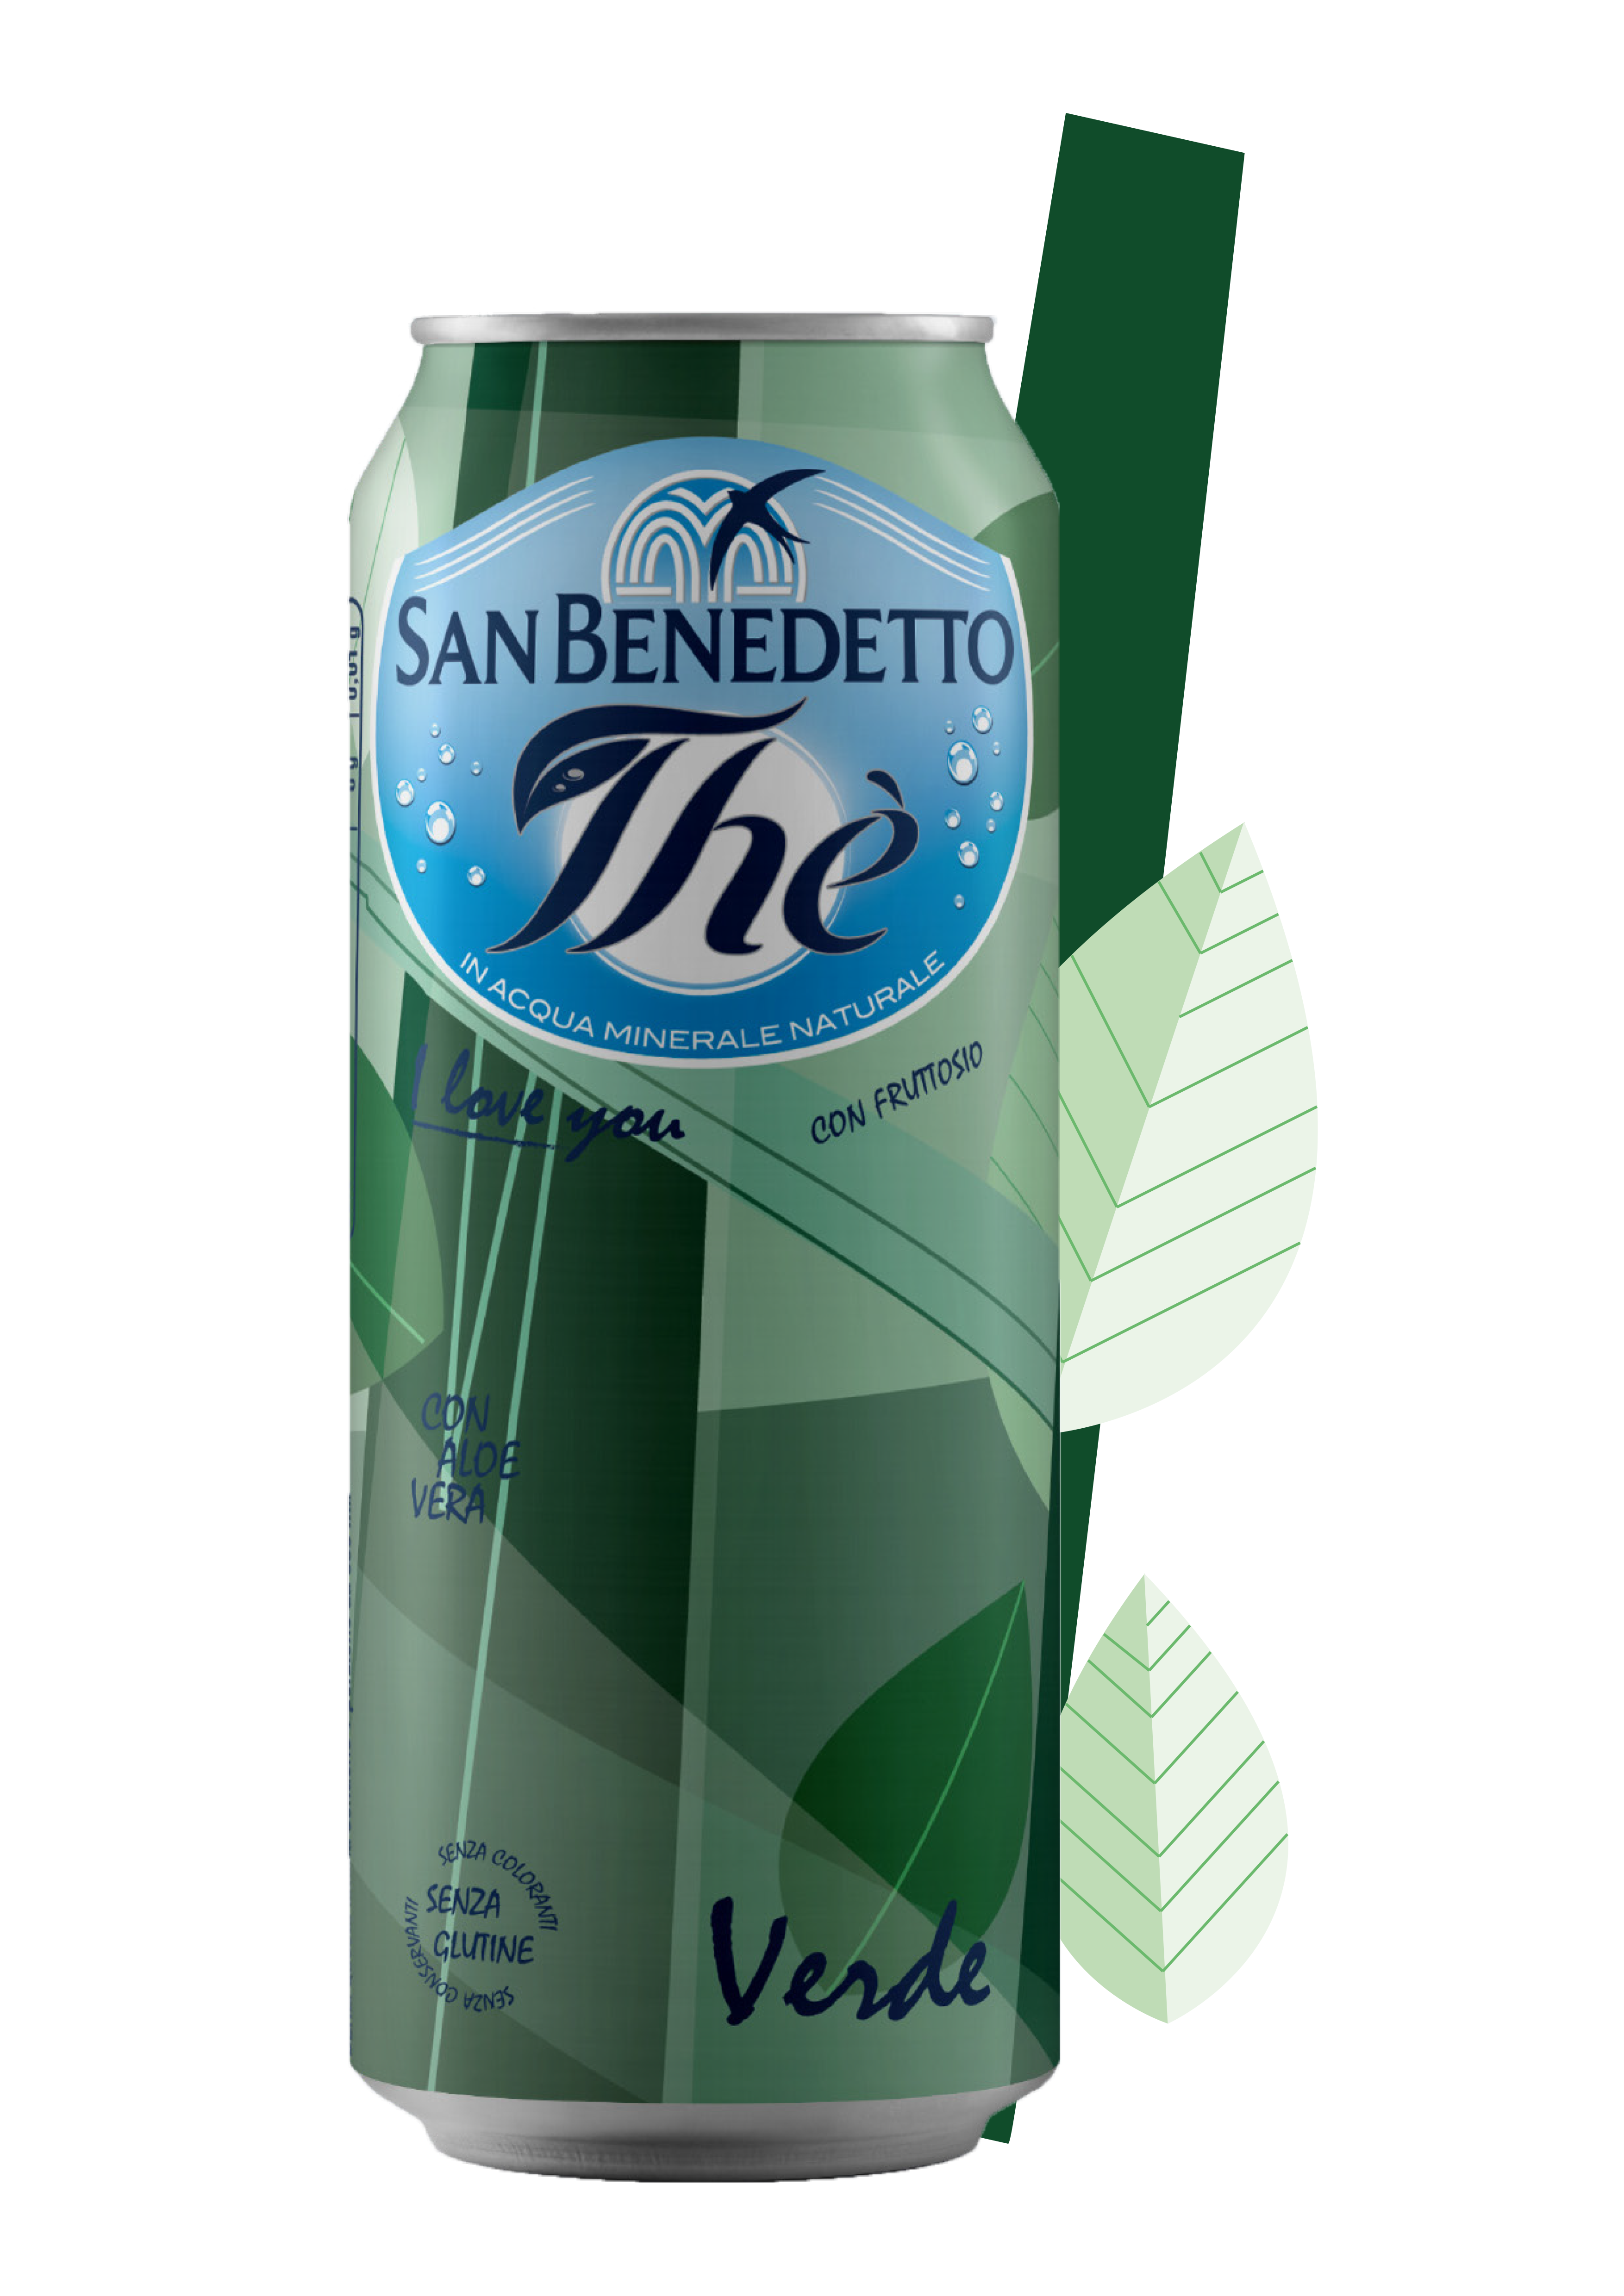 SAN BENEDETTO
Thè
IN ACQUA MINERALE NATURALE
I love you
CON FRUTTOSIO
CON
ALOE
VERA
SENZA COLORANTI
SENZA
GLUTINE
SENZA CONSERVANTI
Verde